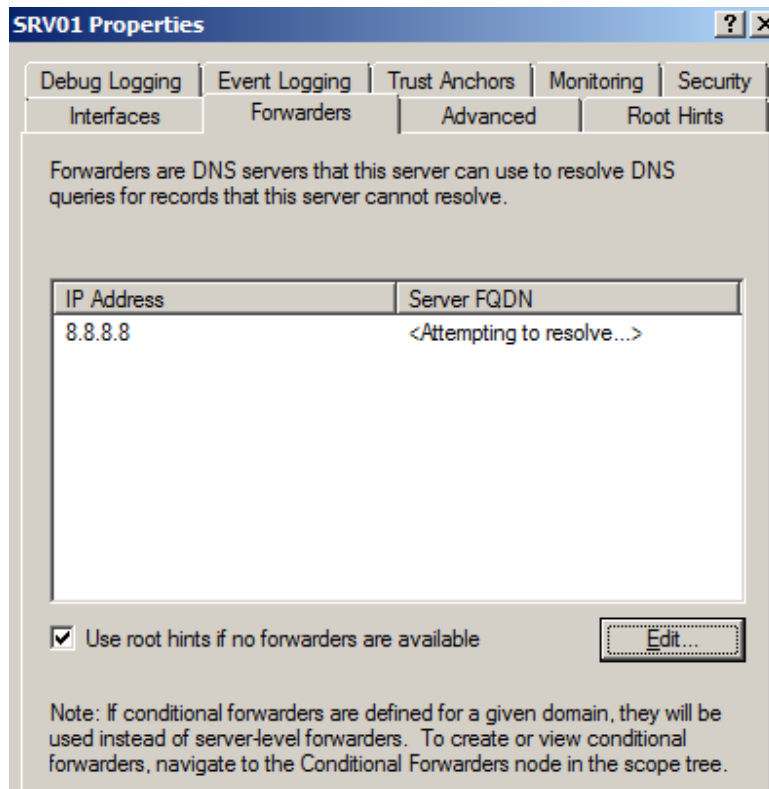 SRV01 Properties
Debug Logging Event Logging Trust Anchors Monitoring Security
Interfaces Forwarders Advanced Root Hints
Forwarders are DNS servers that this server can use to resolve DNS
queries for records that this server cannot resolve.
IP Address Server FQDN
8.8.8.8 <Attempting to resolve...>
Use root hints if no forwarders are available Edit...
Note: If conditional forwarders are defined for a given domain, they will be
used instead of server-level forwarders. To create or view conditional
forwarders, navigate to the Conditional Forwarders node in the scope tree.